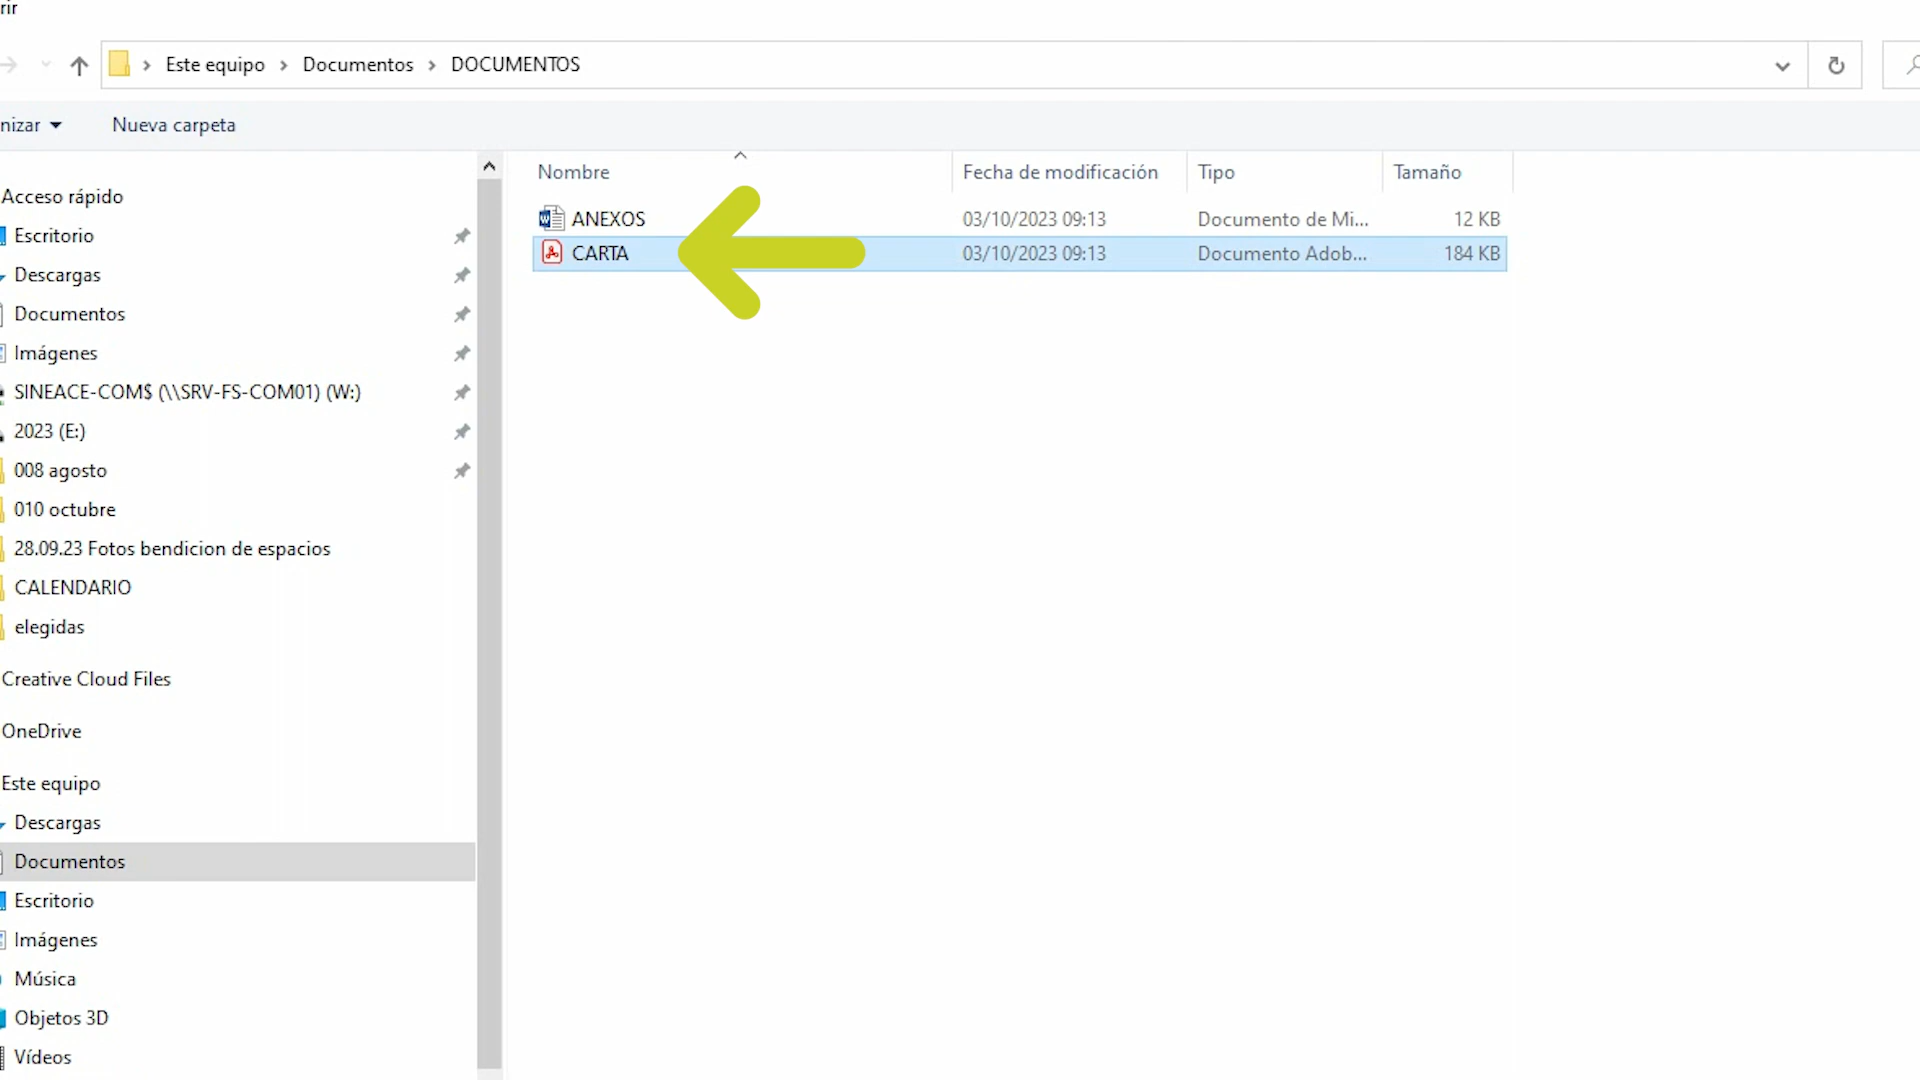 rir
Este equipo > Documentos > DOCUMENTOS
nizar Nueva carpeta
Nombre Fecha de modificación Tipo Tamaño
ANEXOS 03/10/2023 09:13 Documento de Mi... 12 KB
CARTA 03/10/2023 09:13 Documento Adob... 184 KB
Acceso rápido
Escritorio
Descargas
Documentos
Imágenes
SINEACE-COM$ (\\SRV-FS-COM01) (W:)
2023 (E:)
008 agosto
010 octubre
28.09.23 Fotos bendicion de espacios
CALENDARIO
elegidas
Creative Cloud Files
OneDrive
Este equipo
Descargas
Documentos
Escritorio
Imágenes
Música
Objetos 3D
Vídeos